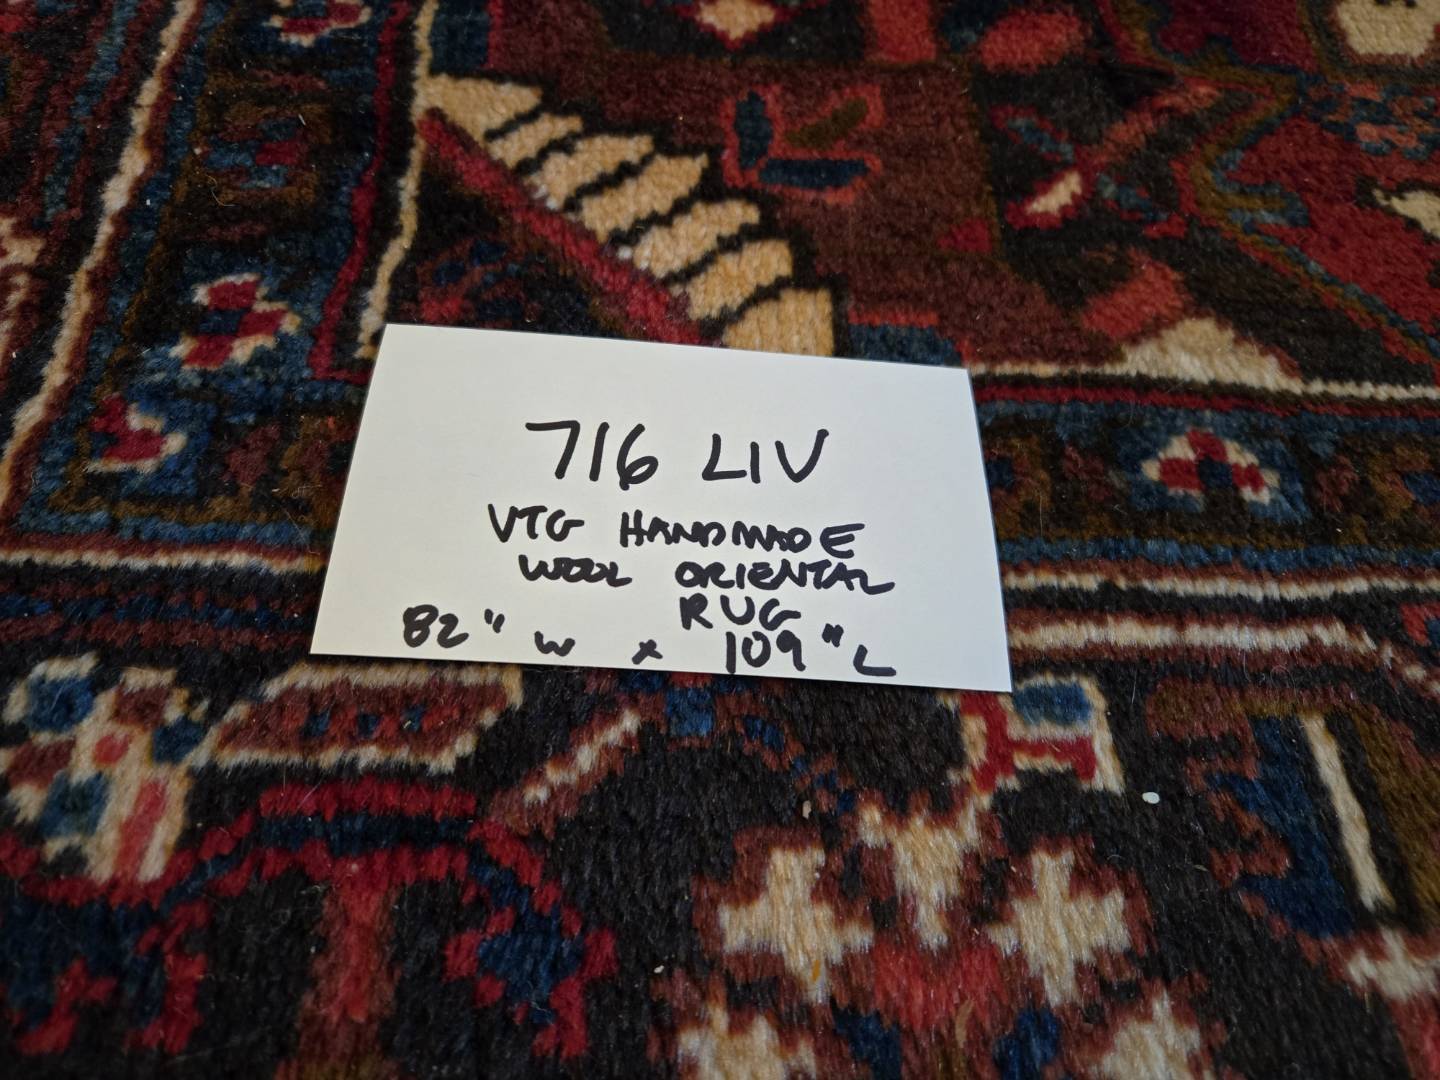 716 LIV
VTG HANDMADE
WOOL ORIENTAL
RUG
82" W x 109" L